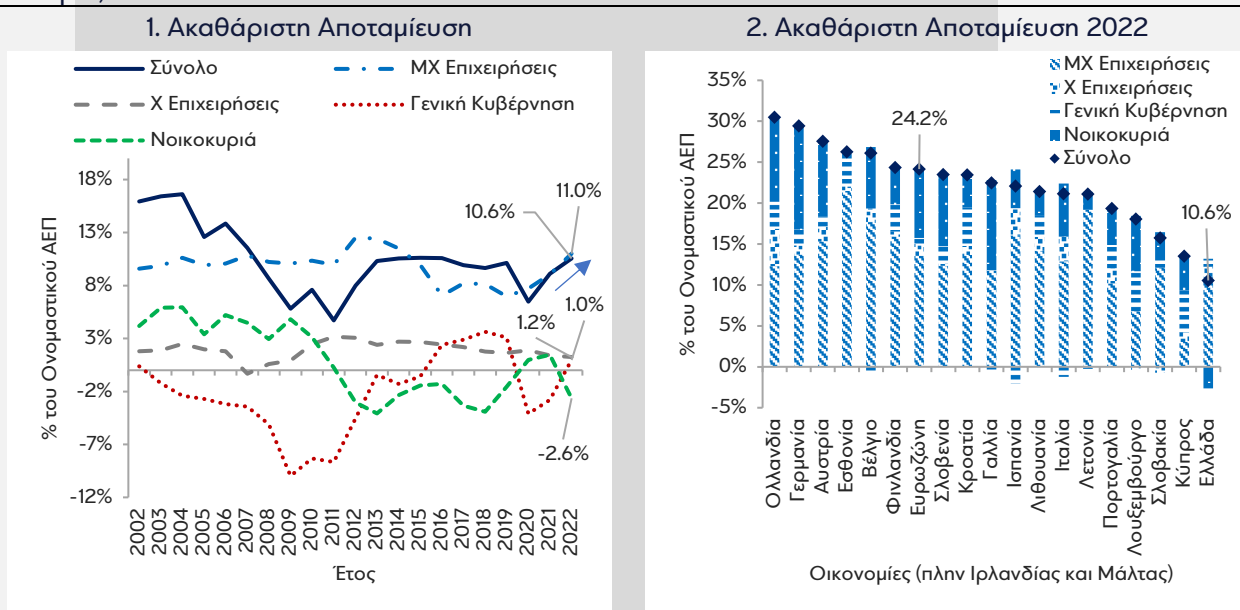 1. Ακαθάριστη Αποταμίευση
Σύνολο
ΜΧ Επιχειρήσεις
Χ Επιχειρήσεις
Γενική Κυβέρνηση
Νοικοκυριά
% του Ονομαστικού ΑΕΠ
18%
13%
8%
3%
-2%
-7%
-12%
10.6%
11.0%
1.2%
1.0%
-2.6%
2002
2003
2004
2005
2006
2007
2008
2009
2010
2011
2012
2013
2014
2015
2016
2017
2018
2019
2020
2021
2022
Έτος
2. Ακαθάριστη Αποταμίευση 2022
ΜΧ Επιχειρήσεις
Χ Επιχειρήσεις
Γενική Κυβέρνηση
Νοικοκυριά
Σύνολο
% του Ονομαστικού ΑΕΠ
35%
30%
25%
20%
15%
10%
5%
0%
-5%
24.2%
10.6%
Ολλανδία
Γερμανία
Αυστρία
Εσθονία
Βέλγιο
Φινλανδία
Ευρωζώνη
Σλοβενία
Κροατία
Γαλλία
Ισπανία
Λιθουανία
Ιταλία
Λετονία
Πορτογαλία
Λουξεμβούργο
Σλοβακία
Κύπρος
Ελλάδα
Οικονομίες (πλην Ιρλανδίας και Μάλτας)